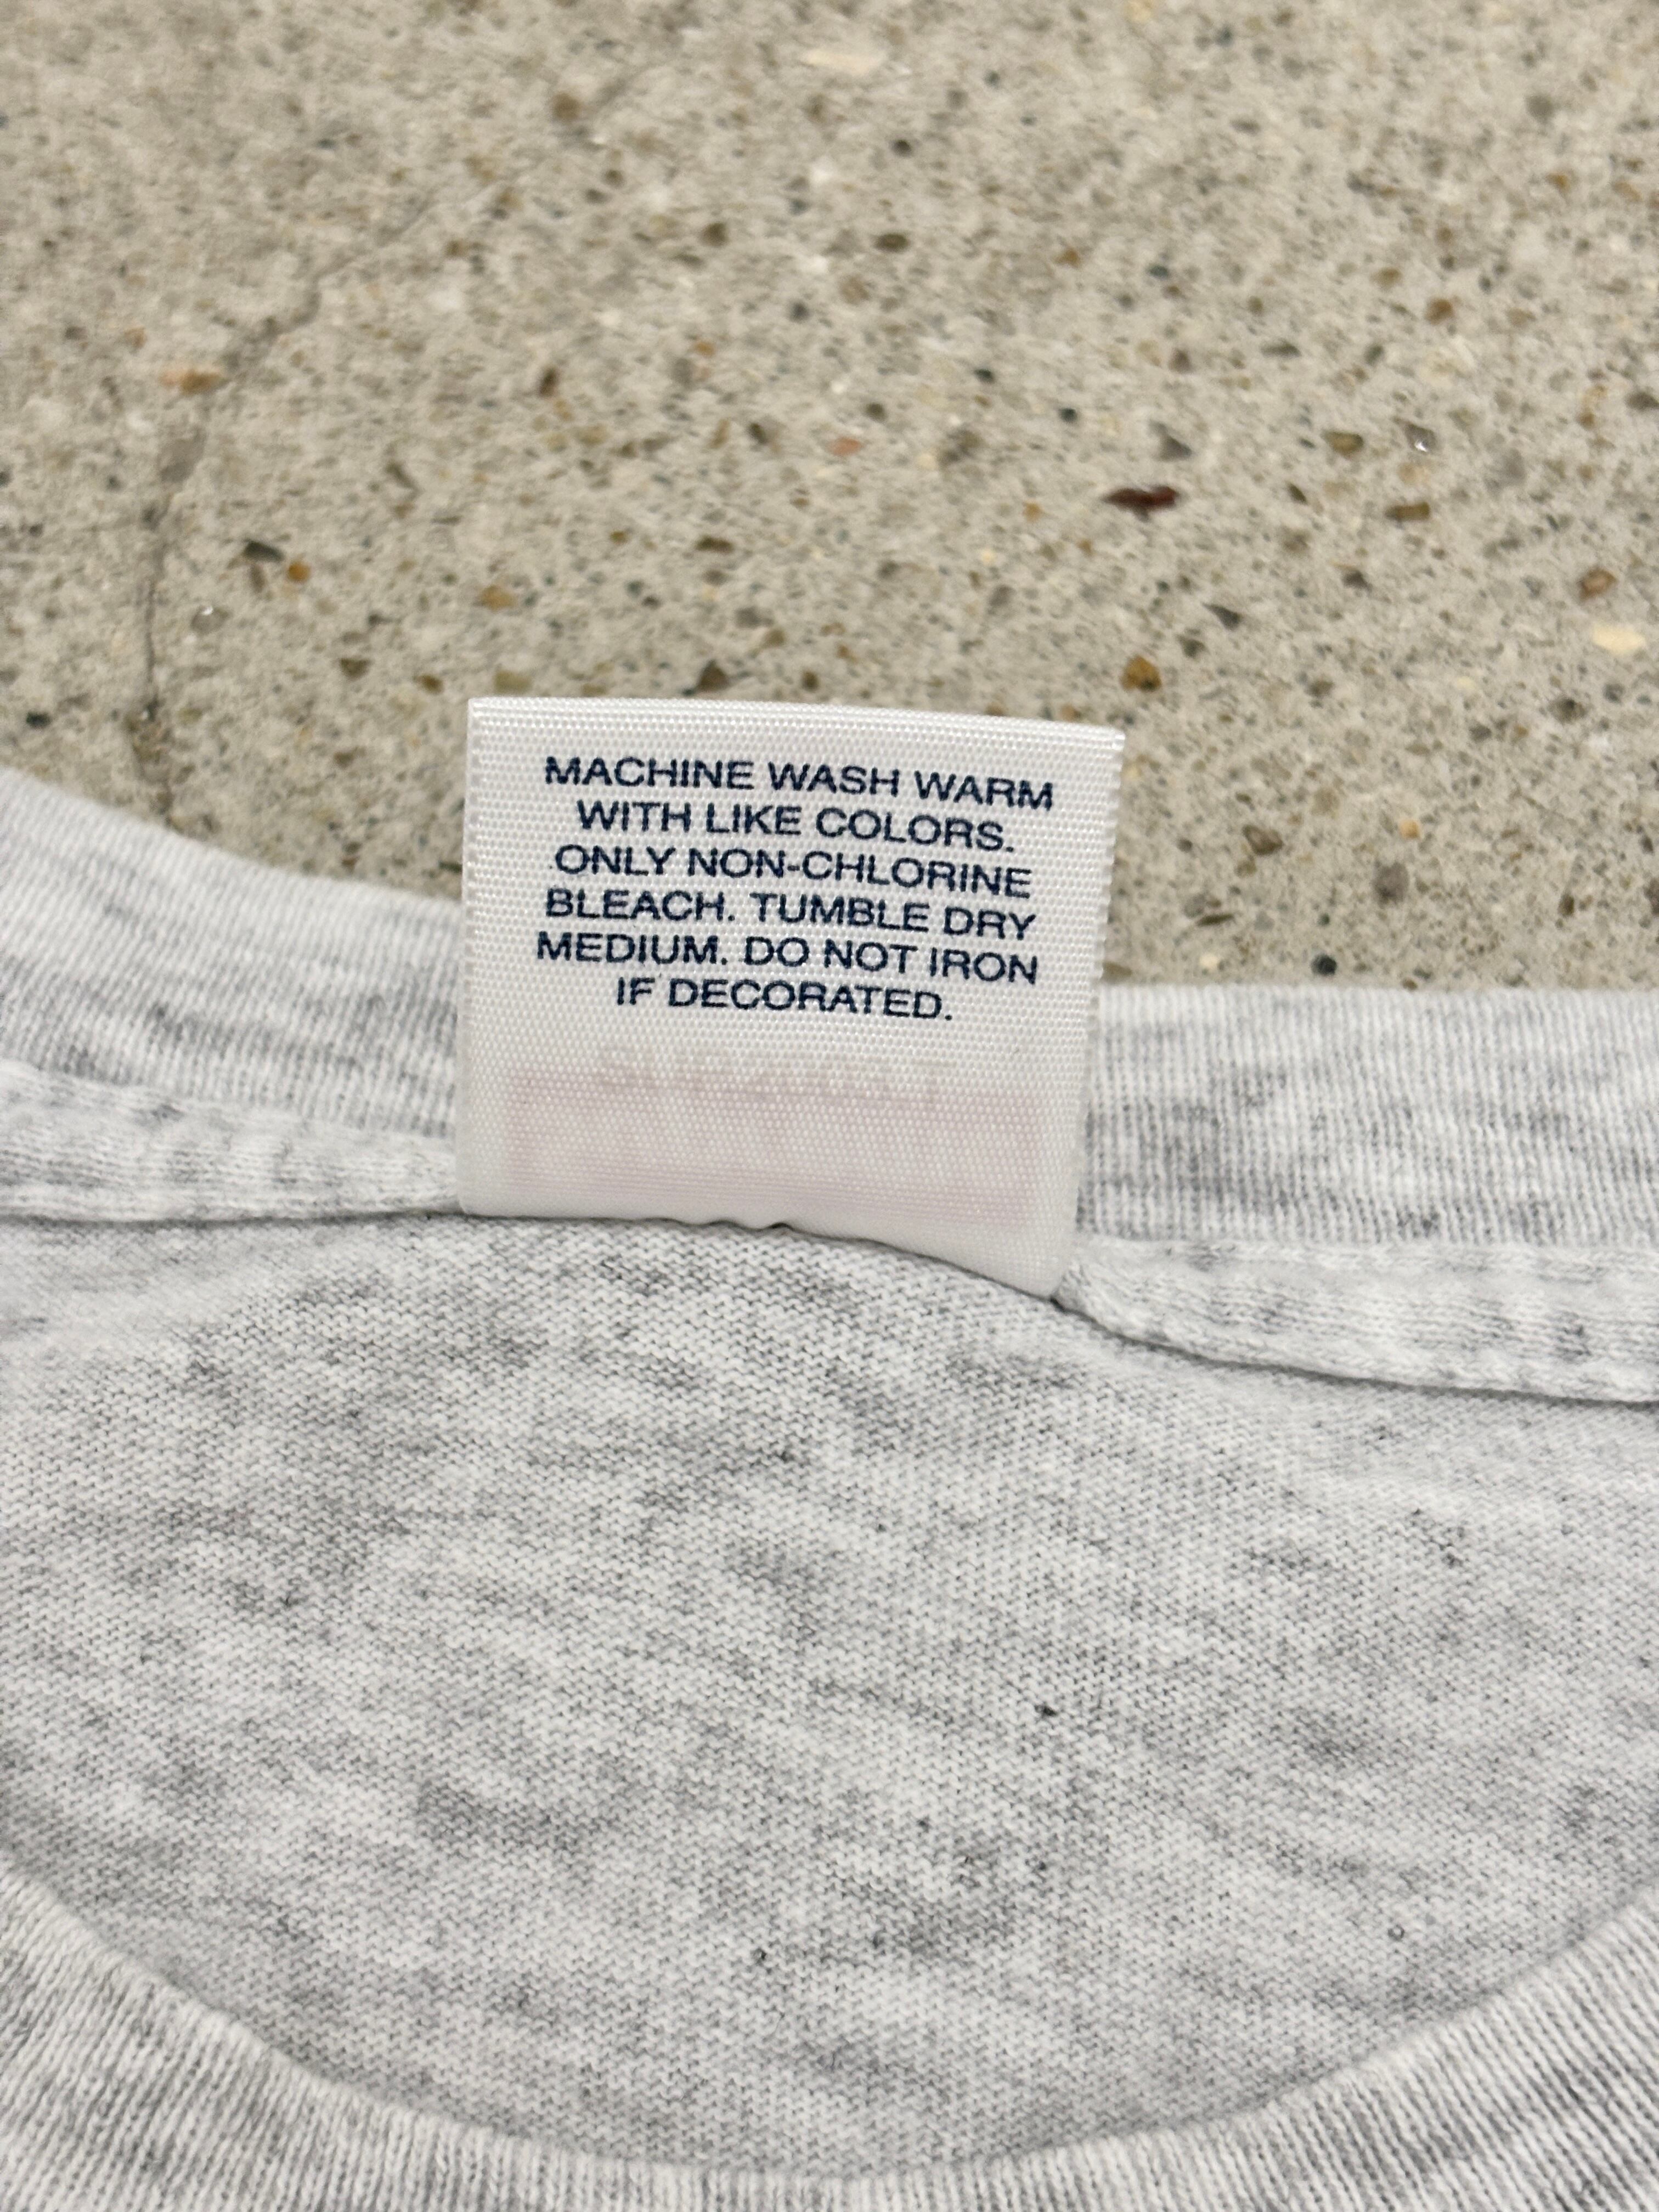 MACHINE WASH WARM
WITH LIKE COLORS.
ONLY NON-CHLORINE
BLEACH. TUMBLE DRY
MEDIUM. DO NOT IRON
IF DECORATED.